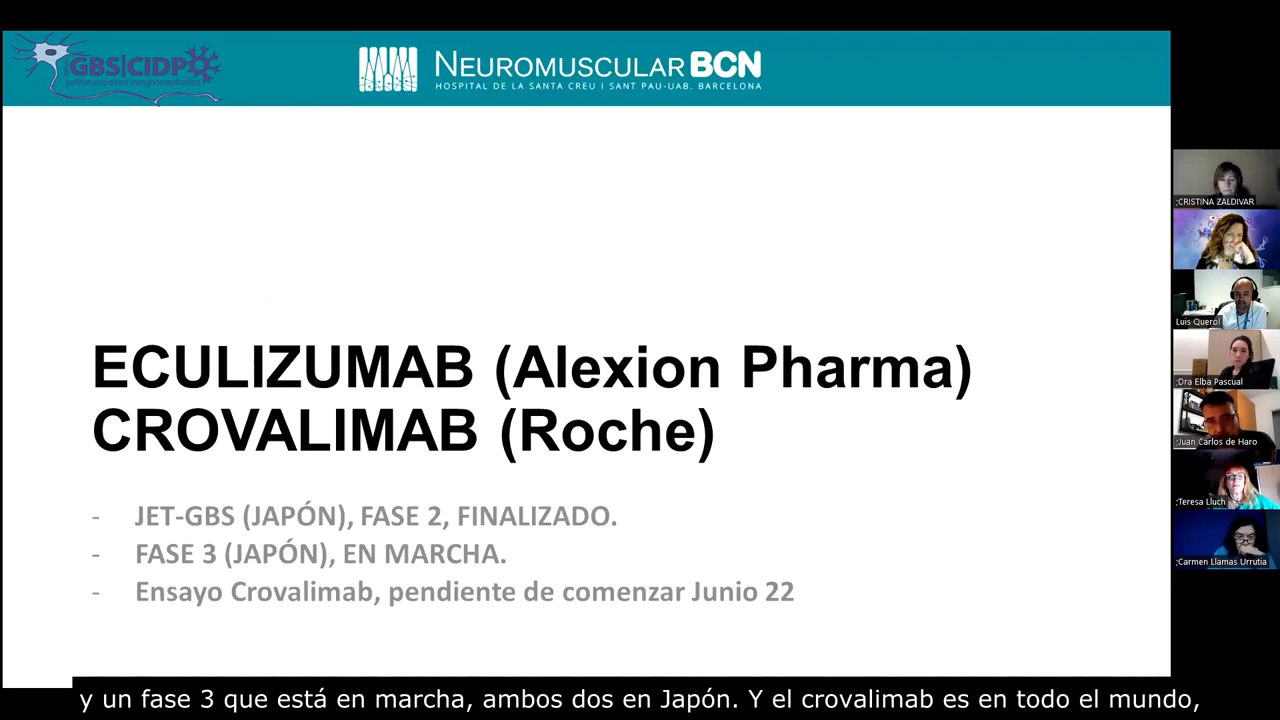 GBS|CIDP
polineuropatías inmunomediadas
NEUROMUSCULAR BCN
HOSPITAL DE LA SANTA CREU I SANT PAU-UAB. BARCELONA
ECULIZUMAB (Alexion Pharma)
CROVALIMAB (Roche)
- JET-GBS (JAPÓN), FASE 2, FINALIZADO.
- FASE 3 (JAPÓN), EN MARCHA.
- Ensayo Crovalimab, pendiente de comenzar Junio 22
;CRISTINA ZALDIVAR
Luis Querol
;Dra Elba Pascual
;Juan Carlos de Haro
;Teresa Lluch
;Carmen Llamas Urrutia
y un fase 3 que está en marcha, ambos dos en Japón. Y el crovalimab es en todo el mundo,